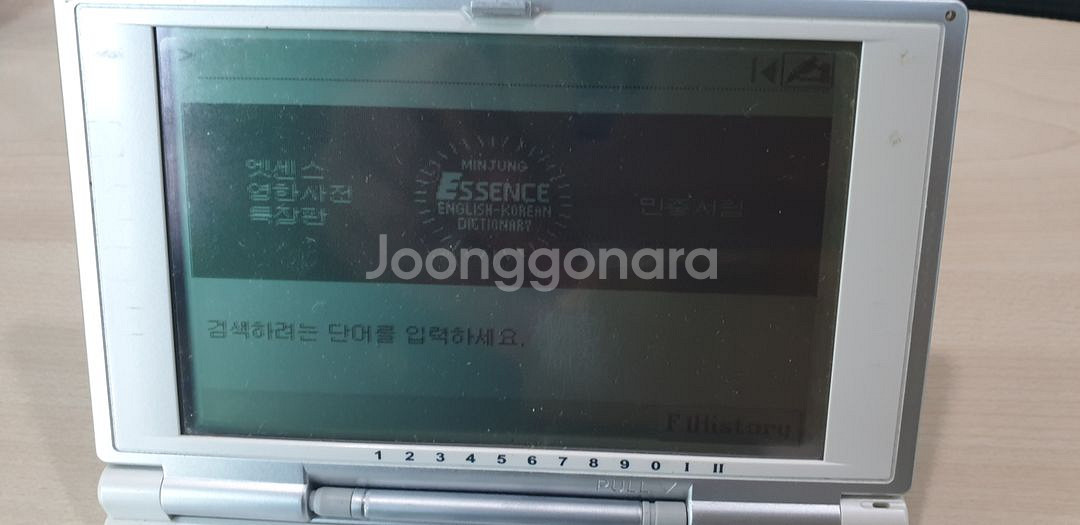 엣센스
영한사전
특장판
MINJUNG
ESSENCE
ENGLISH-KOREAN
DICTIONARY
민중서림
Joonggonara
검색하려는 단어를 입력하세요.
F1History
1 2 3 4 5 6 7 8 9 0 I II
PULL